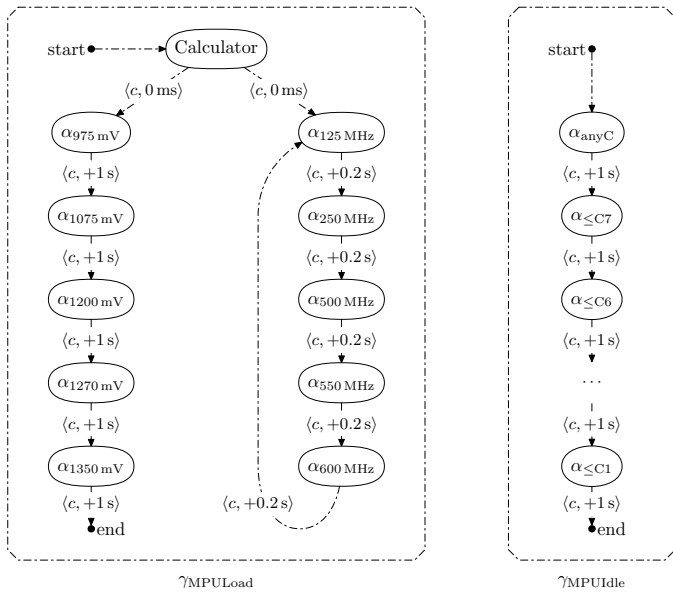 start Calculator start
⟨c, 0 ms⟩ ⟨c, 0 ms⟩
α975 mV α125 MHz αanyC
⟨c, +1 s⟩ ⟨c, +0.2 s⟩ ⟨c, +1 s⟩
α1075 mV α250 MHz α≤C7
⟨c, +1 s⟩ ⟨c, +0.2 s⟩ ⟨c, +1 s⟩
α1200 mV α500 MHz α≤C6
⟨c, +1 s⟩ ⟨c, +0.2 s⟩ ⟨c, +1 s⟩
α1270 mV α550 MHz ...
⟨c, +1 s⟩ ⟨c, +0.2 s⟩ ⟨c, +1 s⟩
α1350 mV α600 MHz α≤C1
⟨c, +1 s⟩ ⟨c, +0.2 s⟩ ⟨c, +1 s⟩
end end
γMPULoad γMPUIdle